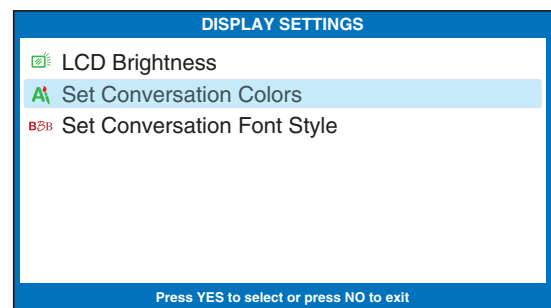 DISPLAY SETTINGS
LCD Brightness
A Set Conversation Colors
BBB Set Conversation Font Style
Press YES to select or press NO to exit